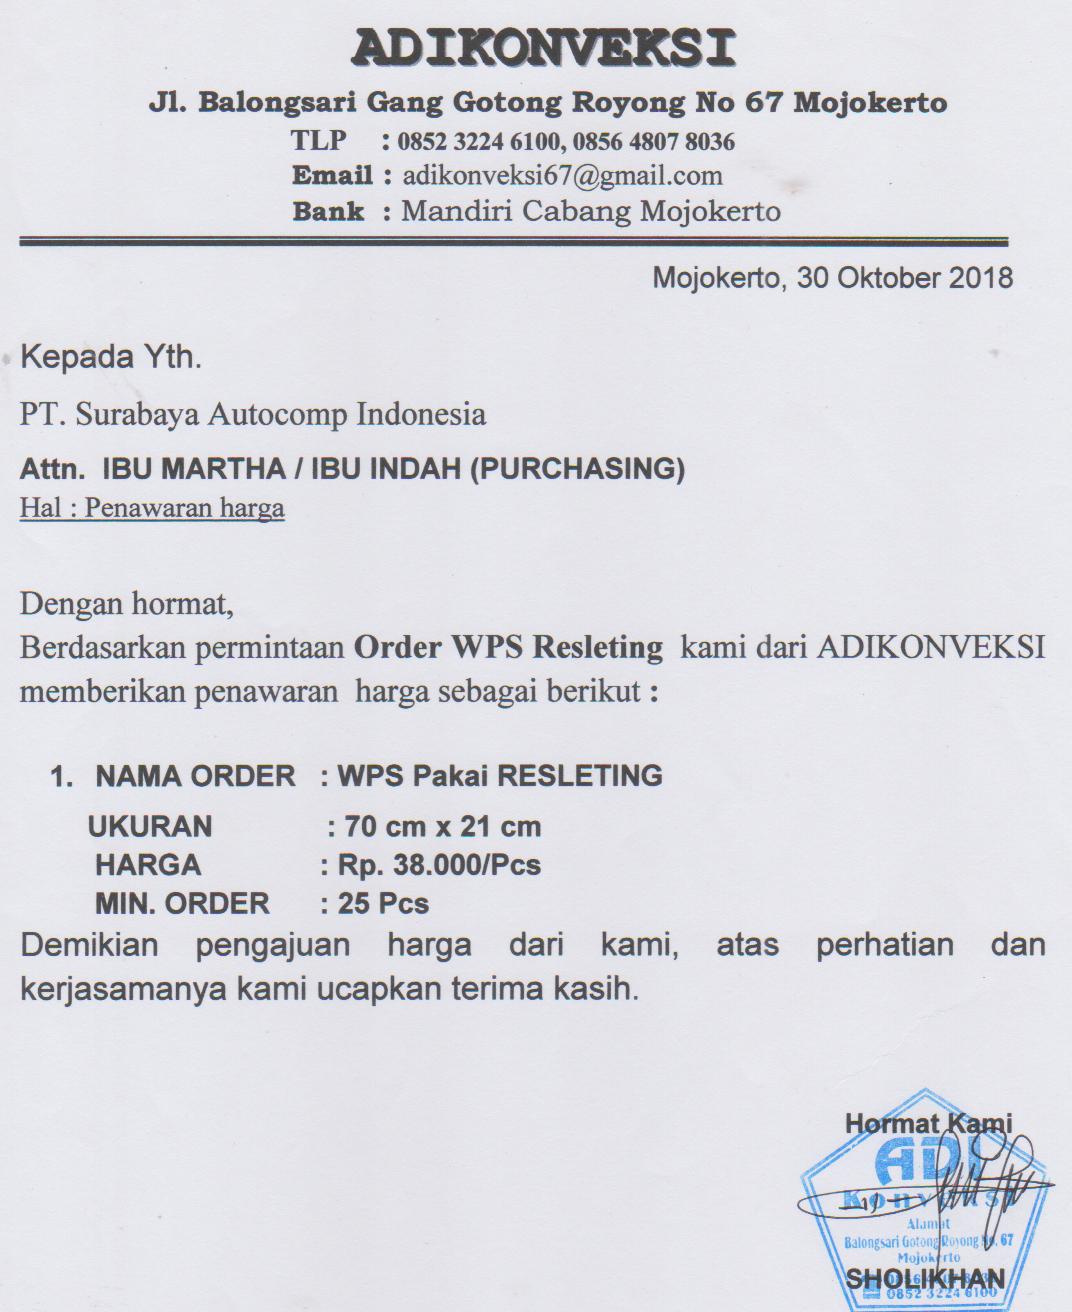 ADIKONVEKSI
Jl. Balongsari Gang Gotong Royong No 67 Mojokerto
TLP : 0852 3224 6100, 0856 4807 8036
Email : adikonveksi67@gmail.com
Bank : Mandiri Cabang Mojokerto
Mojokerto, 30 Oktober 2018
Kepada Yth.
PT. Surabaya Autocomp Indonesia
Attn. IBU MARTHA / IBU INDAH (PURCHASING)
Hal : Penawaran harga
Dengan hormat,
Berdasarkan permintaan Order WPS Resleting kami dari ADIKONVEKSI
memberikan penawaran harga sebagai berikut :
1. NAMA ORDER : WPS Pakai RESLETING
UKURAN : 70 cm x 21 cm
HARGA : Rp. 38.000/Pcs
MIN. ORDER : 25 Pcs
Demikian pengajuan harga dari kami, atas perhatian dan
kerjasamanya kami ucapkan terima kasih.
Hormat Kami
ADI
Konveksi
Alamat
Balongsari Gotong Royong No. 67
Mojokerto
SHOLIKHAN
0852 3224 6100